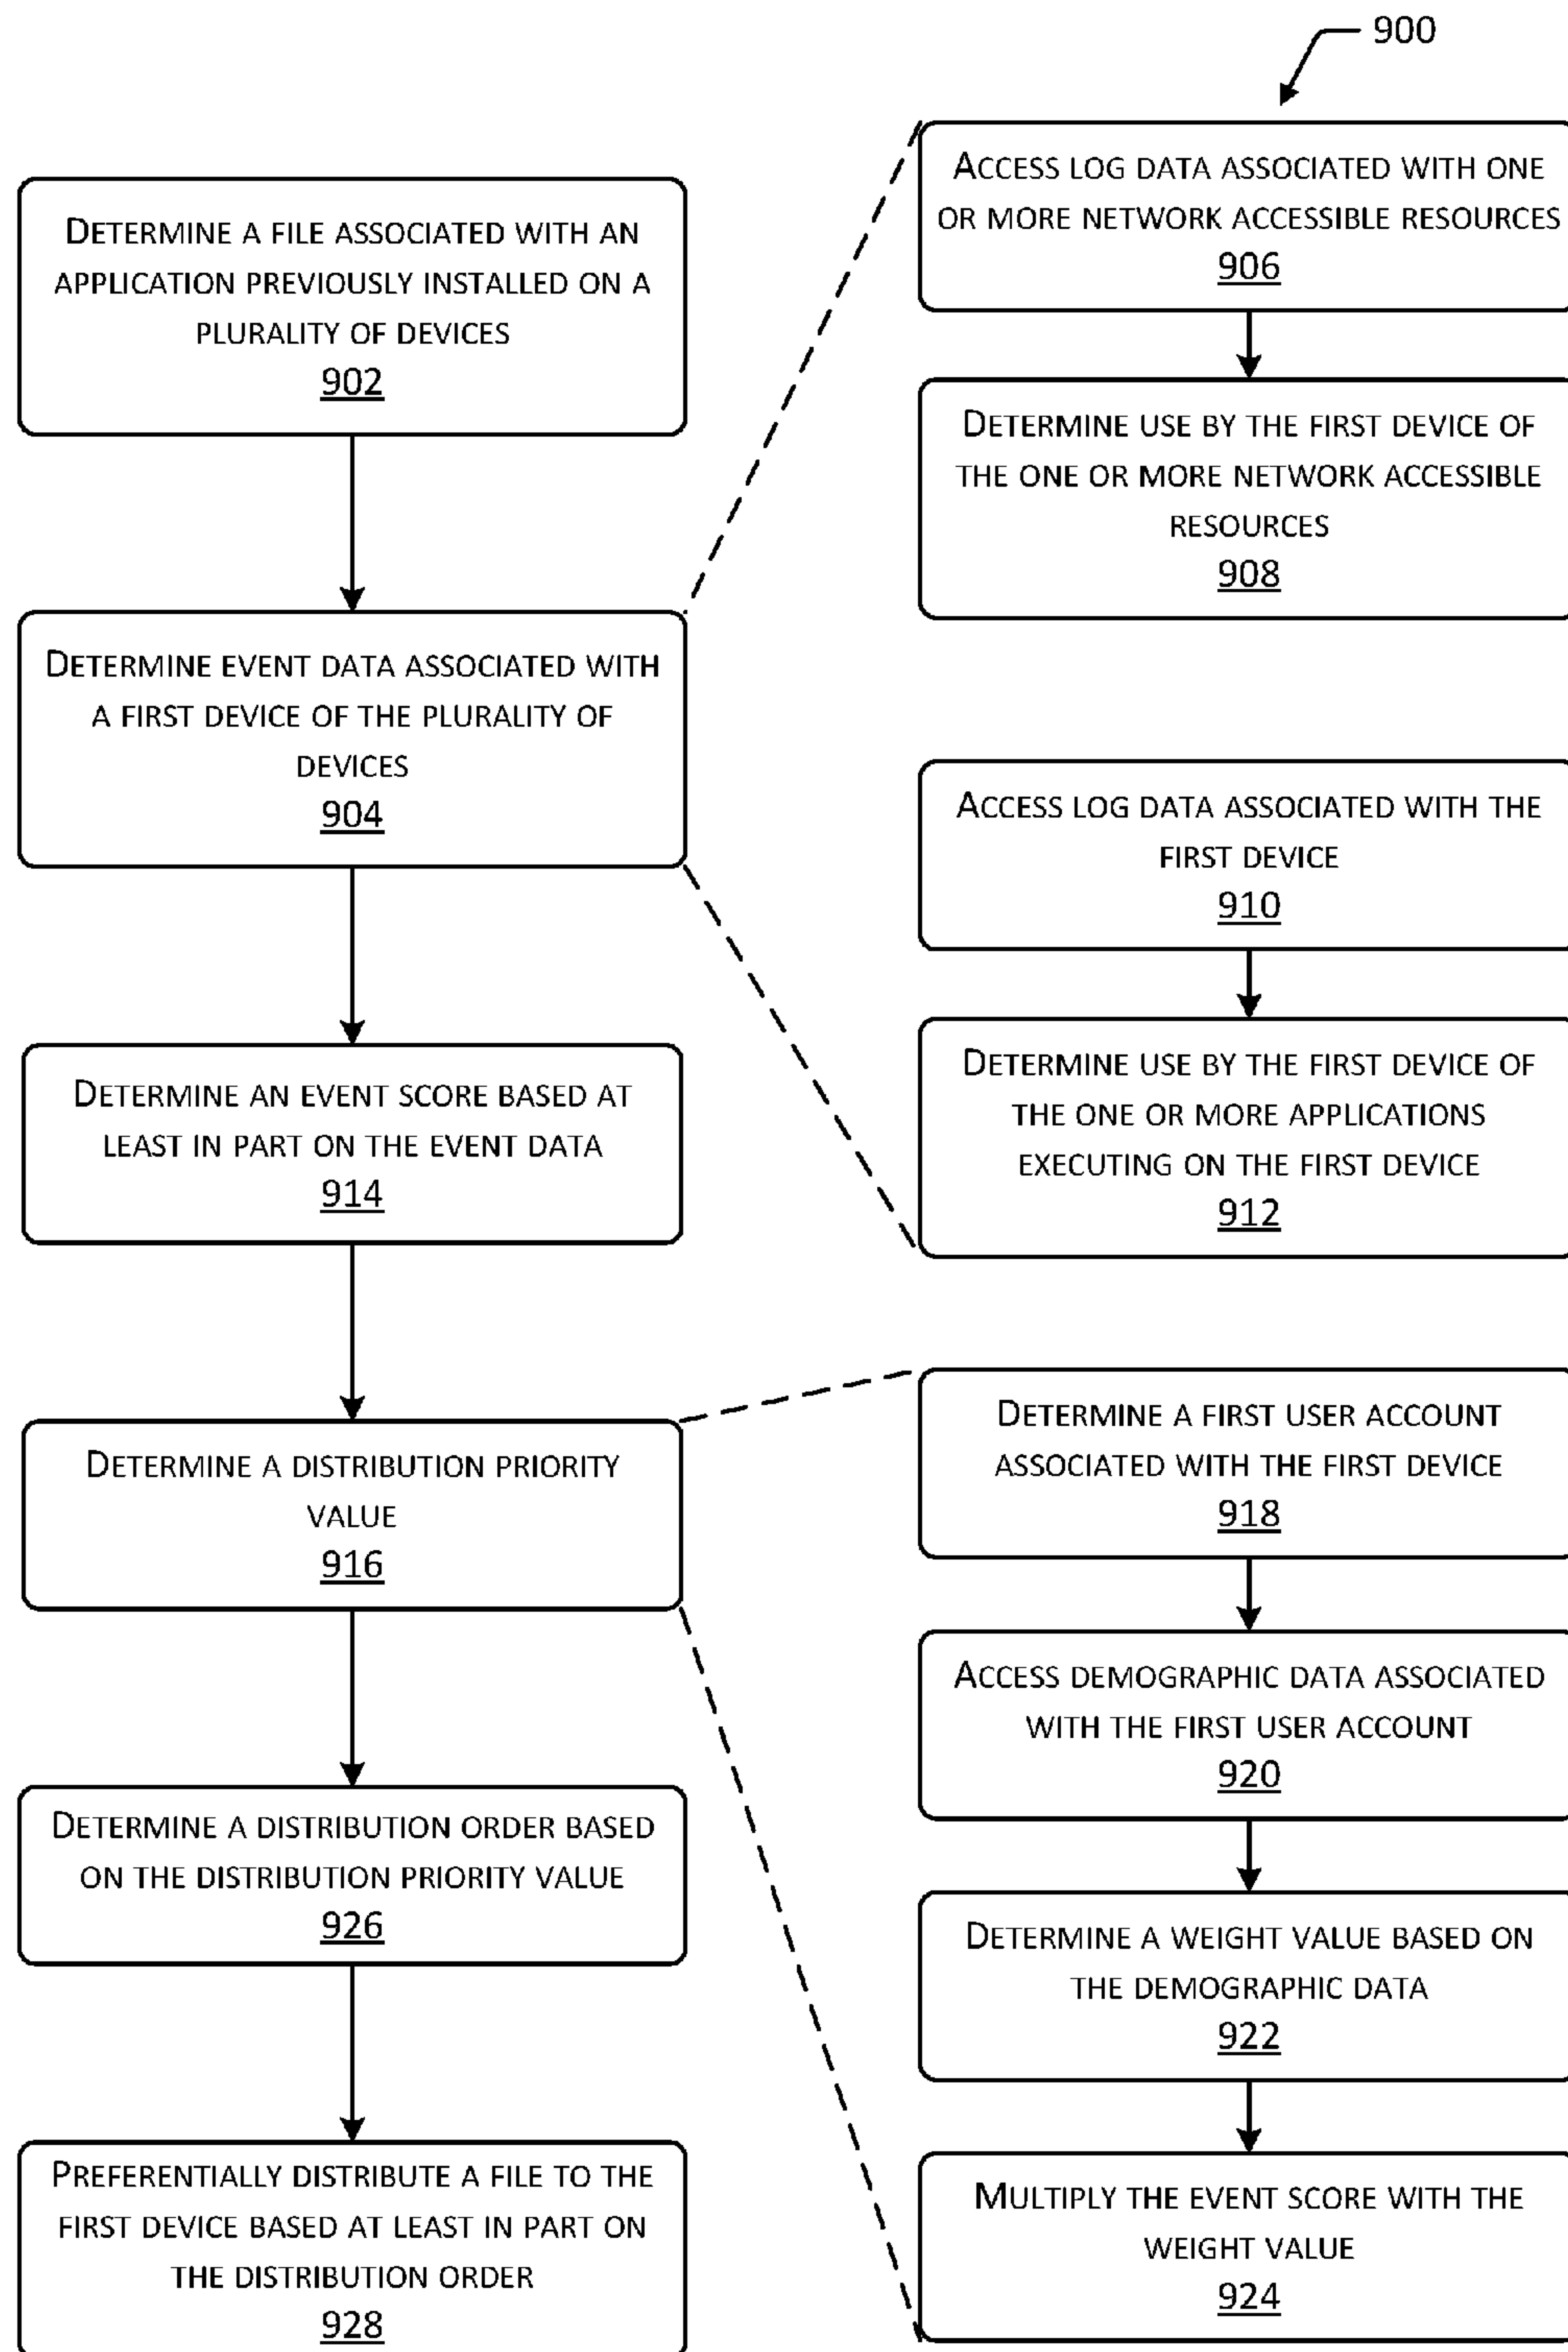 900
DETERMINE A FILE ASSOCIATED WITH AN
APPLICATION PREVIOUSLY INSTALLED ON A
PLURALITY OF DEVICES
902
DETERMINE EVENT DATA ASSOCIATED WITH
A FIRST DEVICE OF THE PLURALITY OF
DEVICES
904
ACCESS LOG DATA ASSOCIATED WITH ONE
OR MORE NETWORK ACCESSIBLE RESOURCES
906
DETERMINE USE BY THE FIRST DEVICE OF
THE ONE OR MORE NETWORK ACCESSIBLE
RESOURCES
908
ACCESS LOG DATA ASSOCIATED WITH THE
FIRST DEVICE
910
DETERMINE USE BY THE FIRST DEVICE OF
THE ONE OR MORE APPLICATIONS
EXECUTING ON THE FIRST DEVICE
912
DETERMINE AN EVENT SCORE BASED AT
LEAST IN PART ON THE EVENT DATA
914
DETERMINE A DISTRIBUTION PRIORITY
VALUE
916
DETERMINE A FIRST USER ACCOUNT
ASSOCIATED WITH THE FIRST DEVICE
918
ACCESS DEMOGRAPHIC DATA ASSOCIATED
WITH THE FIRST USER ACCOUNT
920
DETERMINE A WEIGHT VALUE BASED ON
THE DEMOGRAPHIC DATA
922
MULTIPLY THE EVENT SCORE WITH THE
WEIGHT VALUE
924
DETERMINE A DISTRIBUTION ORDER BASED
ON THE DISTRIBUTION PRIORITY VALUE
926
PREFERENTIALLY DISTRIBUTE A FILE TO THE
FIRST DEVICE BASED AT LEAST IN PART ON
THE DISTRIBUTION ORDER
928